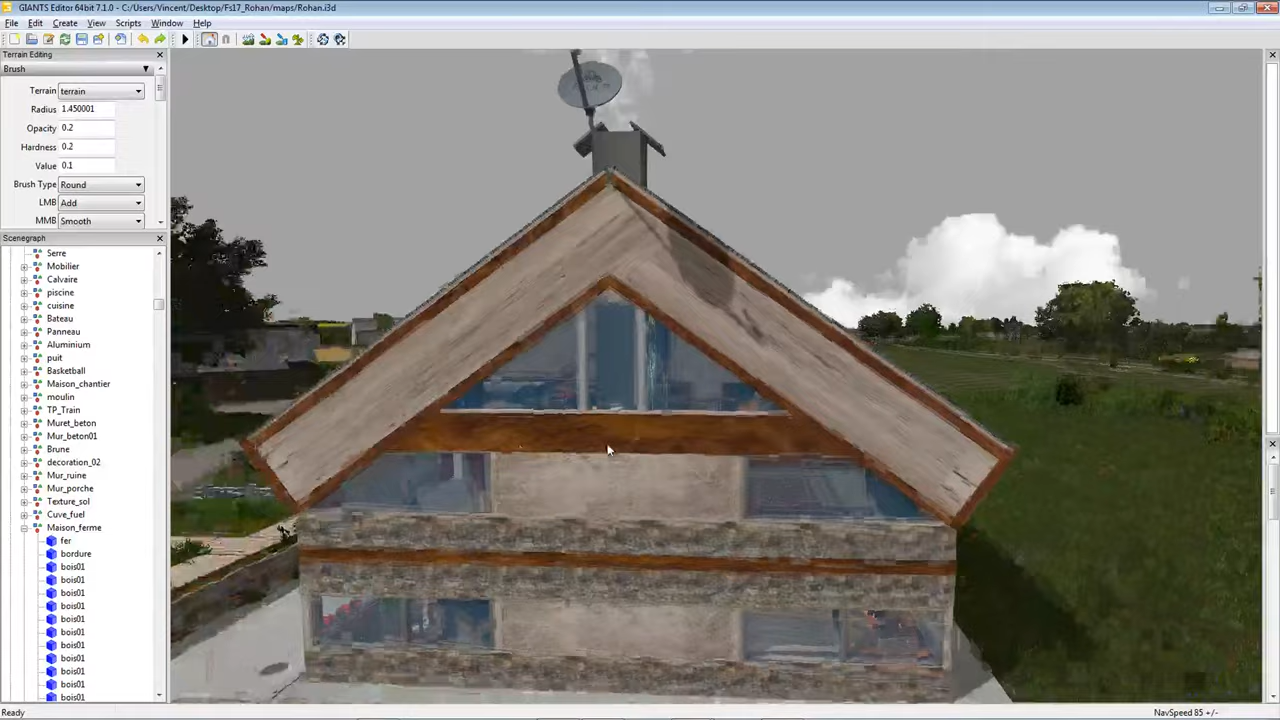 GIANTS Editor 64bit 7.1.0 - C:/Users/Vincent/Desktop/Fs17_Rohan/maps/Rohan.i3d
File Edit Create View Scripts Window Help
Terrain Editing
Brush
Terrain terrain
Radius 1.450001
Opacity 0.2
Hardness 0.2
Value 0.1
Brush Type Round
LMB Add
MMB Smooth
Scenegraph
Serre
Mobilier
Calvaire
piscine
cuisine
Bateau
Panneau
Aluminium
puit
Basketball
Maison_chantier
moulin
TP_Train
Muret_beton
Mur_beton01
Brune
decoration_02
Mur_ruine
Mur_porche
Texture_sol
Cuve_fuel
Maison_ferme
fer
bordure
bois01
bois01
bois01
bois01
bois01
bois01
bois01
bois01
bois01
bois01
bois01
Ready
NavSpeed 85 +/-